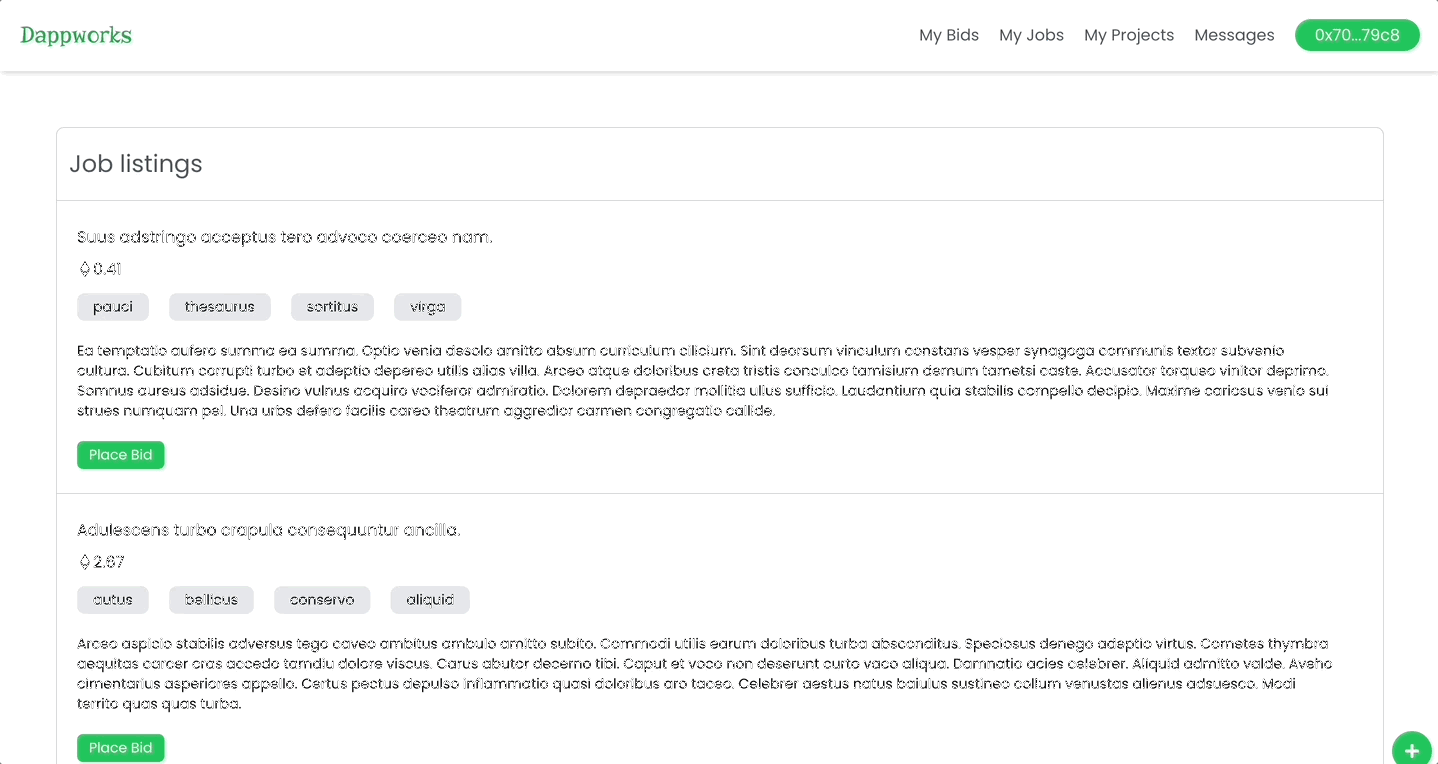 Dappworks
My Bids My Jobs My Projects Messages 0x70...79c8
Job listings
Suus adstringo acceptus tero advoco coerceo nam.
0.41
pauci thesaurus sortitus virga
Ea temptatio aufero summa ea summa. Optio venia desolo amitto absum curriculum cilicium. Sint deorsum vinculum constans vesper synagoga communis textor subvenio
cultura. Cubitum corrupti turbo et adeptio depereo utilis alias villa. Arceo atque doloribus creta tristis conculco tamisium demum tametsi caste. Accusator torqueo vinitor deprimo.
Somnus aureus adsidue. Desino vulnus acquiro vociferor admiratio. Dolorem depraedor mollitia ullus sufficio. Laudantium quia stabilis compello decipio. Maxime cariosus venio sui
strues numquam pel. Una urbs defero facilis careo theatrum aggredior carmen congregatio callide.
Place Bid
Adulescens turbo crapula consequuntur ancilla.
2.67
autus bellicus conservo aliquid
Arceo aspicio stabilis adversus tego caveo ambitus ambulo amitto subito. Commodi utilis earum doloribus turba absconditus. Speciosus denego adeptio virtus. Cometes thymbra
aequitas carcer cras accedo tamdiu dolore viscus. Carus abutor decerno tibi. Caput et voco non deserunt curto vaco aliqua. Damnatio acies celebrer. Aliquid admitto valde. Aveho
cimentarius asperiores appello. Certus pectus depulso inflammatio quasi doloribus aro taceo. Celebrer aestus natus baiulus sustineo collum venustas alienus adsuesco. Modi
territo quas quas turba.
Place Bid
+